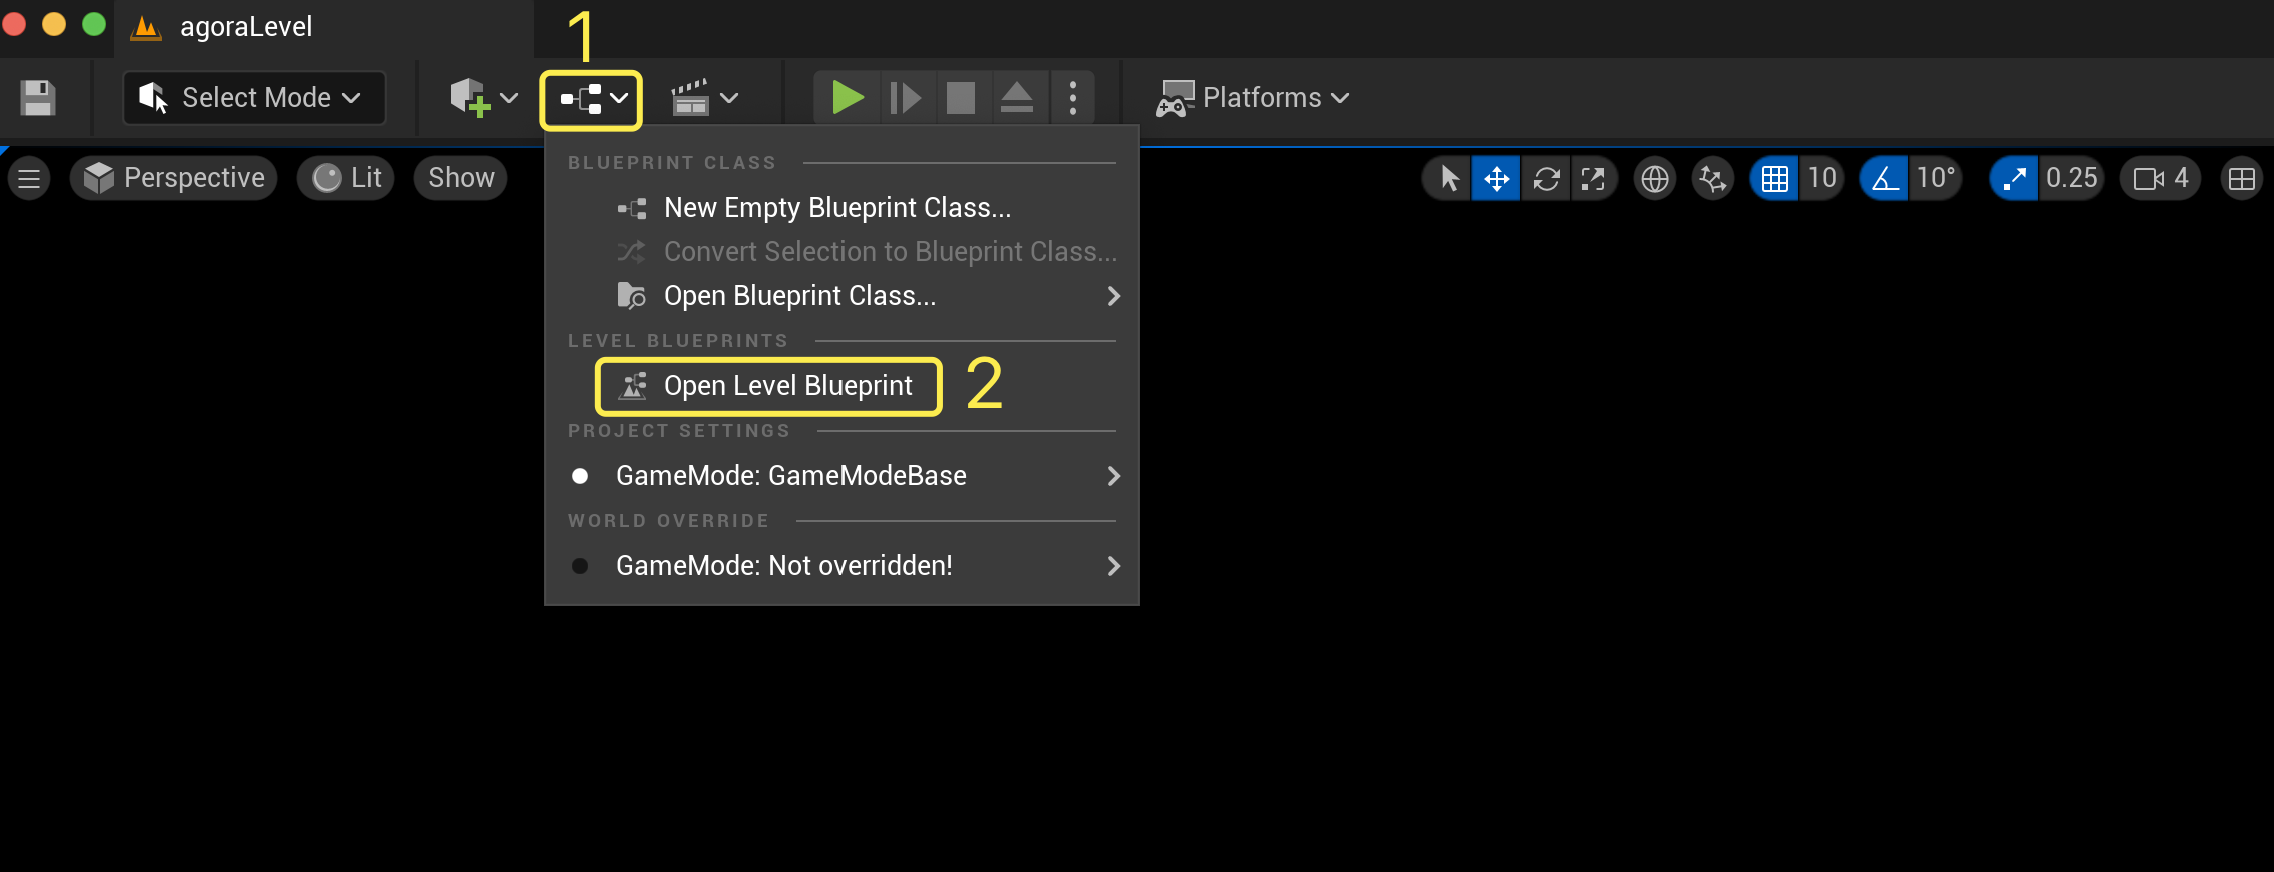 agoraLevel
1
Select Mode
Platforms
Perspective
Lit
Show
10
10°
0.25
4
BLUEPRINT CLASS
New Empty Blueprint Class...
Convert Selection to Blueprint Class...
Open Blueprint Class...
LEVEL BLUEPRINTS
Open Level Blueprint
2
PROJECT SETTINGS
GameMode: GameModeBase
WORLD OVERRIDE
GameMode: Not overridden!